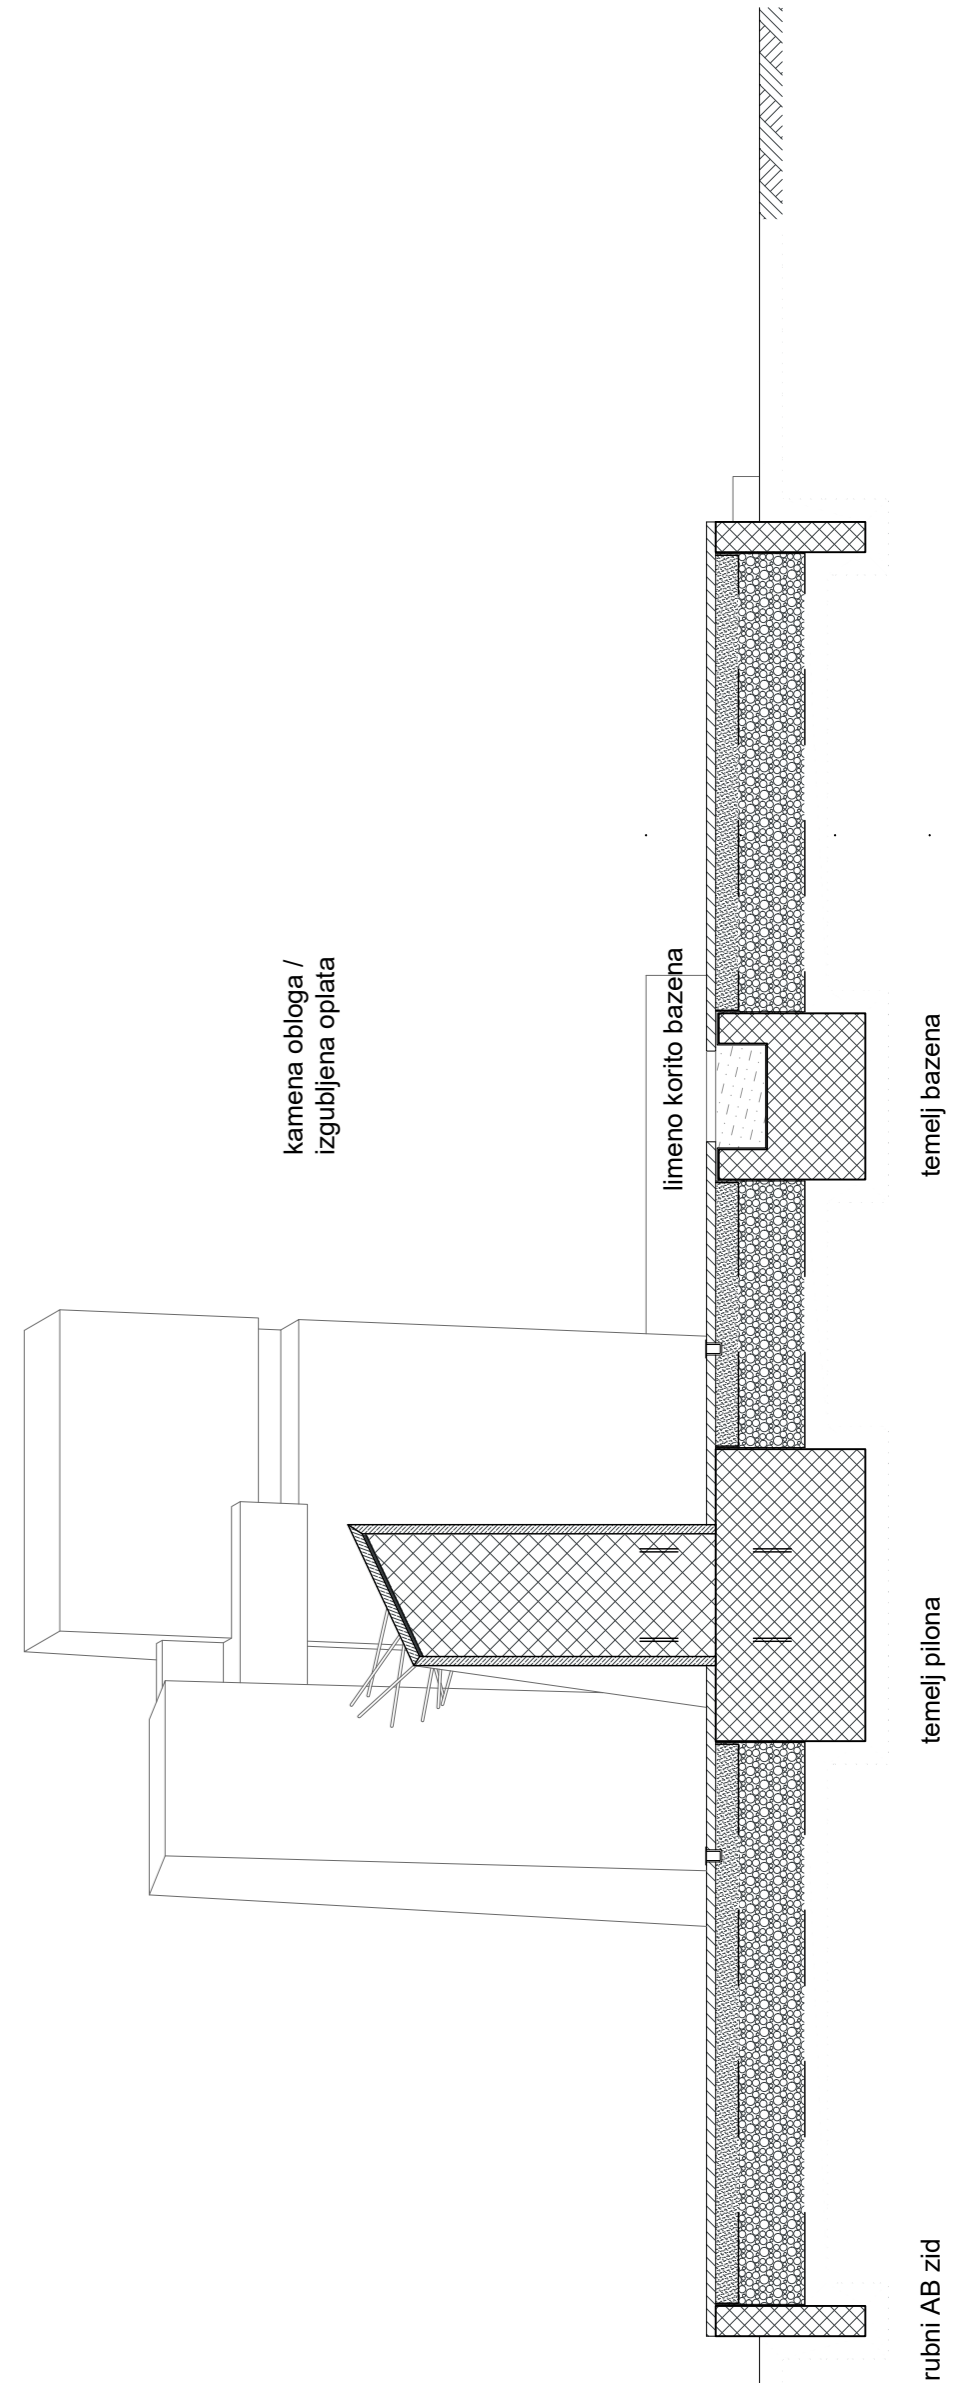 kamena obloga /
izgubljena oplata
limeno korito bazena
rubni AB zid
temelj pilona
temelj bazena